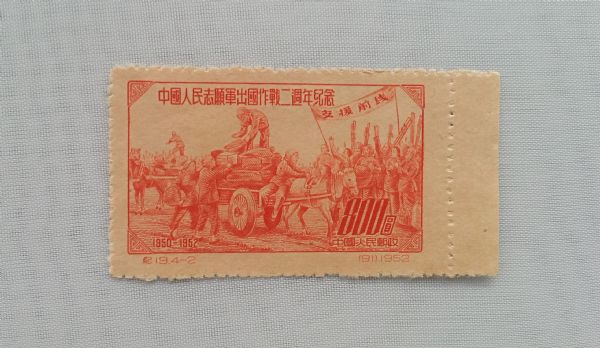 中國人民志願軍出國作戰二週年紀念
支援前线
800圓
1950-1952
中國人民郵政
紀19.4-2
(91)1952